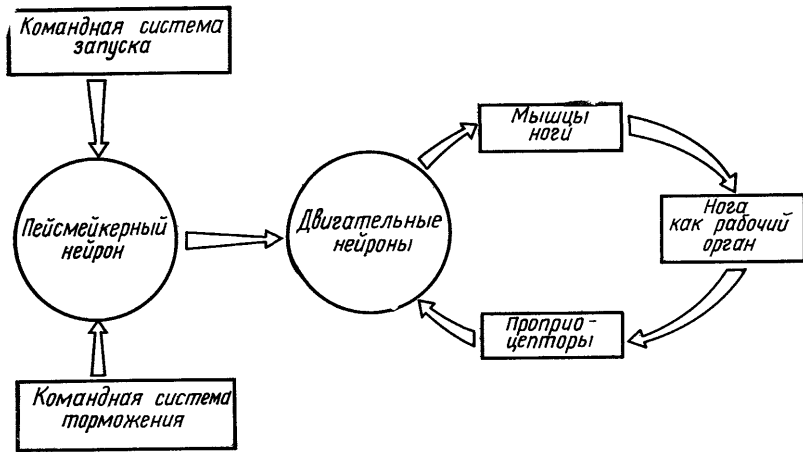 Командная система
запуска
Пейсмейкерный
нейрон
Командная система
торможения
Двигательные
нейроны
Мышцы
ноги
Нога
как рабочий
орган
Проприо-
цепторы